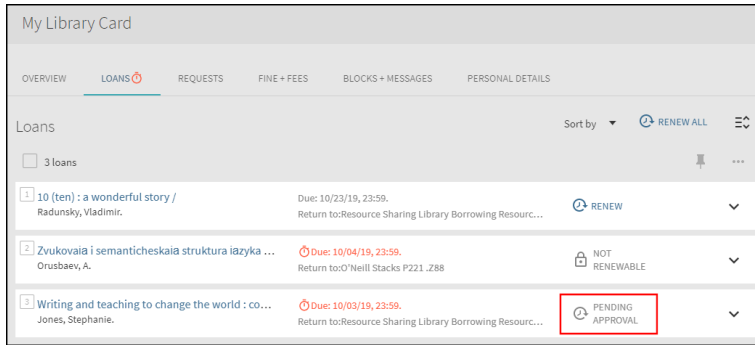 My Library Card
OVERVIEW LOANS REQUESTS FINE + FEES BLOCKS + MESSAGES PERSONAL DETAILS
Loans Sort by RENEW ALL
3 loans
1 10 (ten) : a wonderful story / Due: 10/23/19, 23:59. RENEW
Radunsky, Vladimir. Return to:Resource Sharing Library Borrowing Resourc...
2 Zvukovaia i semanticheskaia struktura iazyka ... Due: 10/04/19, 23:59. NOT RENEWABLE
Orusbaev, A. Return to:O'Neill Stacks P221 .Z88
3 Writing and teaching to change the world : co... Due: 10/03/19, 23:59. PENDING APPROVAL
Jones, Stephanie. Return to:Resource Sharing Library Borrowing Resourc...